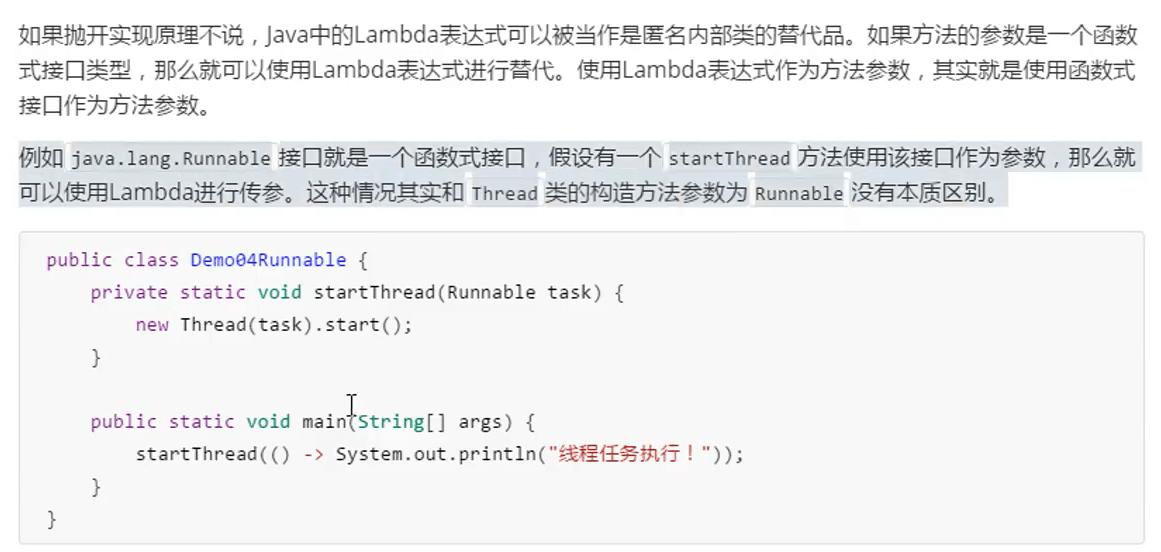 如果抛开实现原理不说，Java中的Lambda表达式可以被当作是匿名内部类的替代品。如果方法的参数是一个函数
式接口类型，那么就可以使用Lambda表达式进行替代。使用Lambda表达式作为方法参数，其实就是使用函数式
接口作为方法参数。
例如 java.lang.Runnable 接口就是一个函数式接口，假设有一个 startThread 方法使用该接口作为参数，那么就
可以使用Lambda进行传参。这种情况其实和 Thread 类的构造方法参数为 Runnable 没有本质区别。
public class Demo04Runnable {
    private static void startThread(Runnable task) {
        new Thread(task).start();
    }
    public static void main(String[] args) {
        startThread(() -> System.out.println("线程任务执行！"));
    }
}